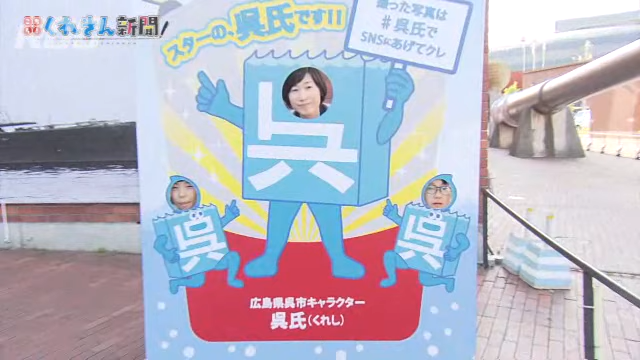 くれきん新聞!
スターの、呉氏です!!
撮った写真は
#呉氏で
SNSにあげてクレ
呉
呉
呉
広島県呉市キャラクター
呉氏(くれし)